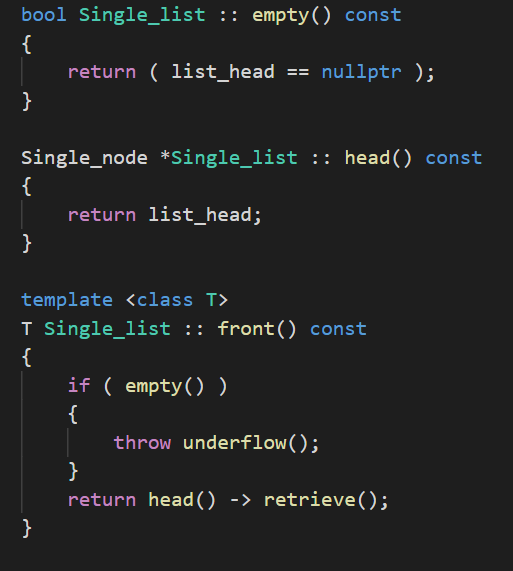 bool Single_list :: empty() const
{
    return ( list_head == nullptr );
}

Single_node *Single_list :: head() const
{
    return list_head;
}

template <class T>
T Single_list :: front() const
{
    if ( empty() )
    {
        throw underflow();
    }
    return head() -> retrieve();
}